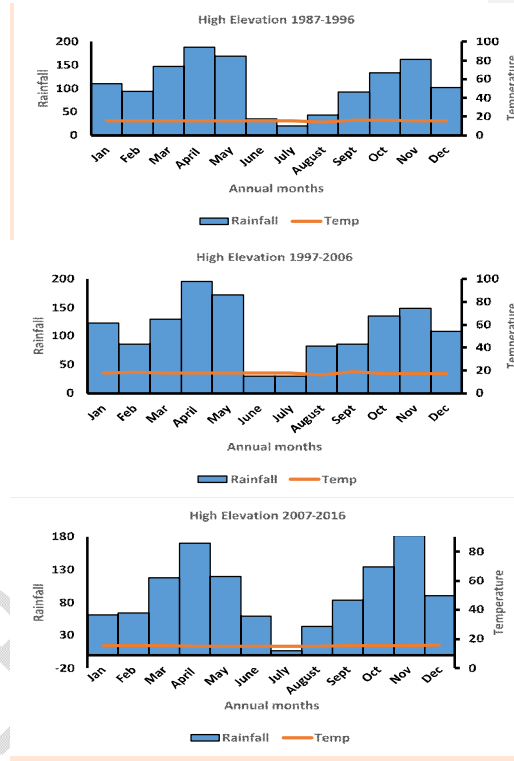 High Elevation 1987-1996
200
150
100
50
0
Rainfall
100
80
60
40
20
0
Temperature
Jan Feb Mar April May June July August Sept Oct Nov Dec
Annual months
Rainfall Temp
High Elevation 1997-2006
200
150
100
50
0
Rainfall
100
80
60
40
20
0
Temperature
Jan Feb Mar April May June July August Sept Oct Nov Dec
Annual months
Rainfall Temp
High Elevation 2007-2016
180
130
80
30
-20
Rainfall
80
60
40
20
0
Temperature
Jan Feb Mar April May June July August Sept Oct Nov Dec
Annual months
Rainfall Temp